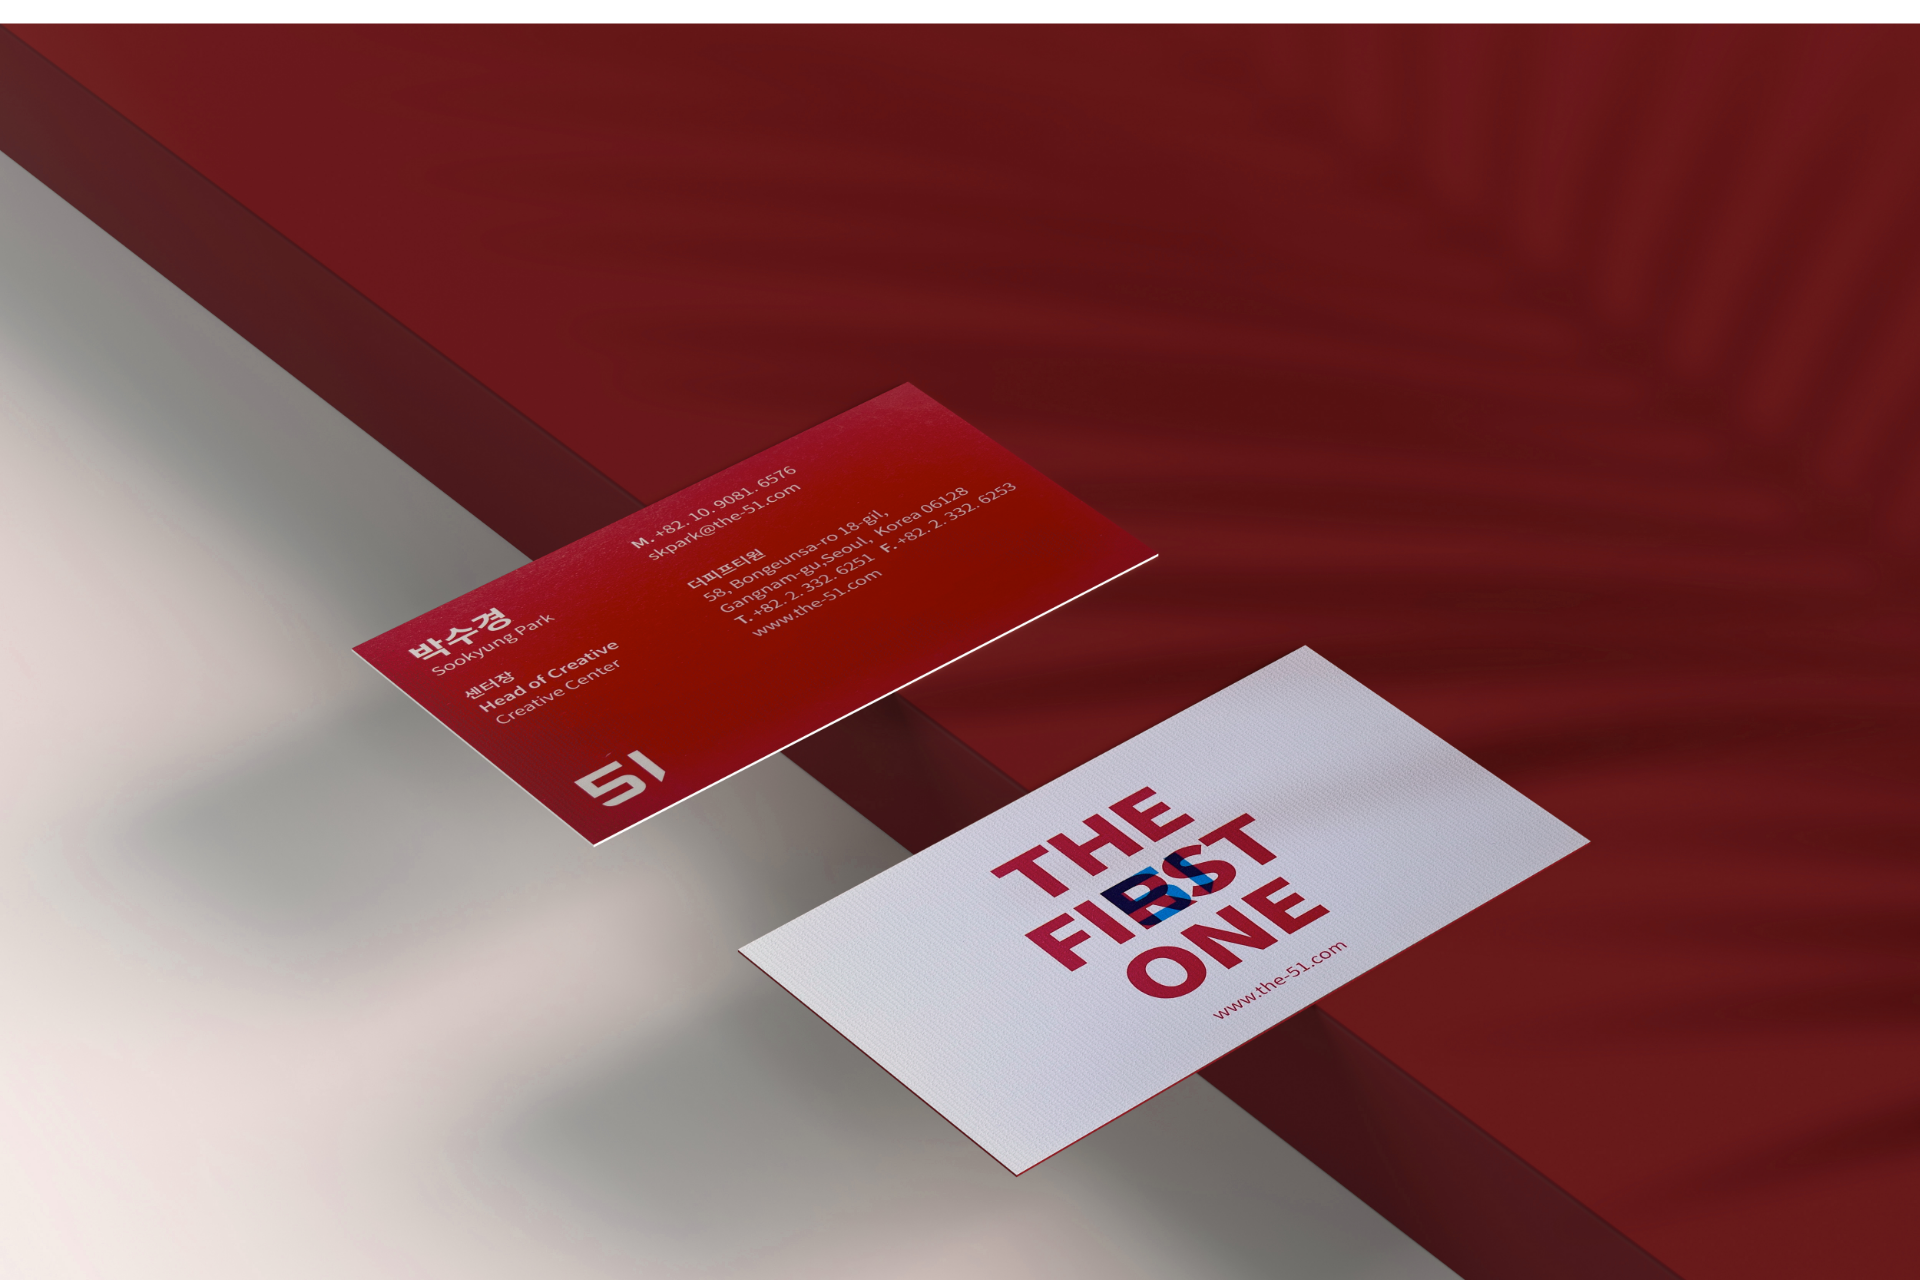 박수경
Sookyung Park
센터장
Head of Creative
Creative Center
M. +82. 10. 9081. 6576
skpark@the-51.com
더피프티원
58, Bongeunsa-ro 18-gil,
Gangnam-gu,Seoul, Korea 06128
T. +82. 2. 332. 6251 F. +82. 2. 332. 6253
www.the-51.com
51
THE
FIRST
ONE
www.the-51.com